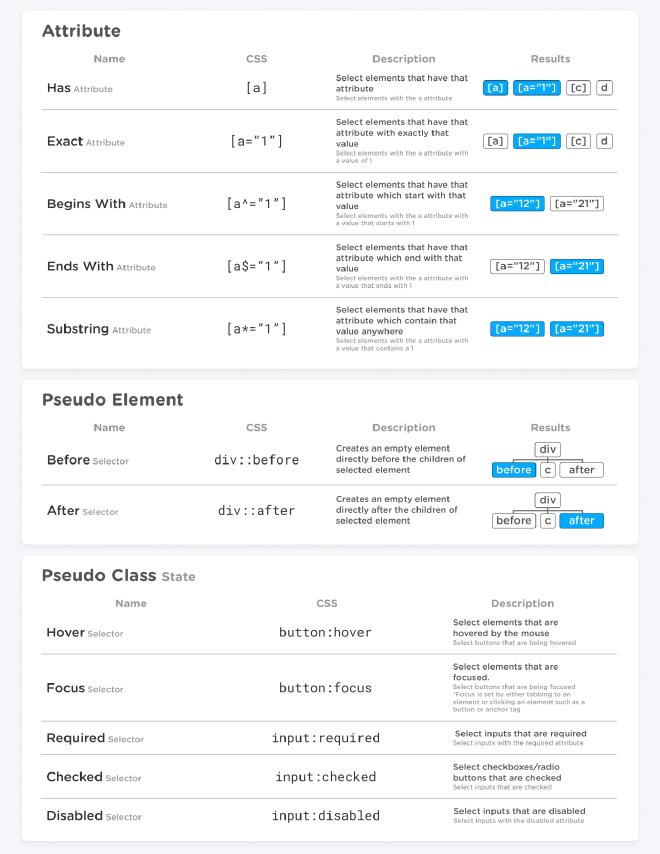 Attribute
Name CSS Description Results
Has Attribute [a] Select elements that have that [a] [a="1"] [c] d
attribute
Select elements with the a attribute
Exact Attribute [a="1"] Select elements that have that [a] [a="1"] [c] d
attribute with exactly that
value
Select elements with the a attribute with
a value of 1
Begins With Attribute [a^="1"] Select elements that have that [a="12"] [a="21"]
attribute which start with that
value
Select elements with the a attribute with
a value that starts with 1
Ends With Attribute [a$="1"] Select elements that have that [a="12"] [a="21"]
attribute which end with that
value
Select elements with the a attribute with
a value that ends with 1
Substring Attribute [a*="1"] Select elements that have that [a="12"] [a="21"]
attribute which contain that
value anywhere
Select elements with the a attribute with
a value that contains a 1
Pseudo Element
Name CSS Description Results
Before Selector div::before Creates an empty element div
directly before the children of
selected element before c after
After Selector div::after Creates an empty element div
directly after the children of
selected element before c after
Pseudo Class State
Name CSS Description
Hover Selector button:hover Select elements that are
hovered by the mouse
Select buttons that are being hovered
Focus Selector button:focus Select elements that are
focused.
Select buttons that are being focused
*Focus is set by either tabbing to an
element or clicking an element such as a
button or anchor tag
Required Selector input:required Select inputs that are required
Select inputs with the required attribute
Checked Selector input:checked Select checkboxes/radio
buttons that are checked
Select inputs that are checked
Disabled Selector input:disabled Select inputs that are disabled
Select inputs with the disabled attribute